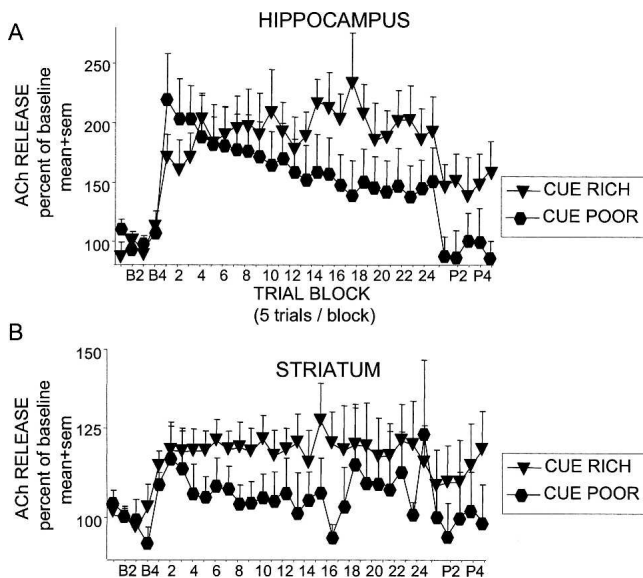 A
HIPPOCAMPUS
ACh RELEASE
percent of baseline
mean+sem
250
200
150
100
B2 B4 2 4 6 8 10 12 14 16 18 20 22 24 P2 P4
TRIAL BLOCK
(5 trials / block)
CUE RICH
CUE POOR
B
STRIATUM
ACh RELEASE
percent of baseline
mean+sem
150
125
100
B2 B4 2 4 6 8 10 12 14 16 18 20 22 24 P2 P4
CUE RICH
CUE POOR